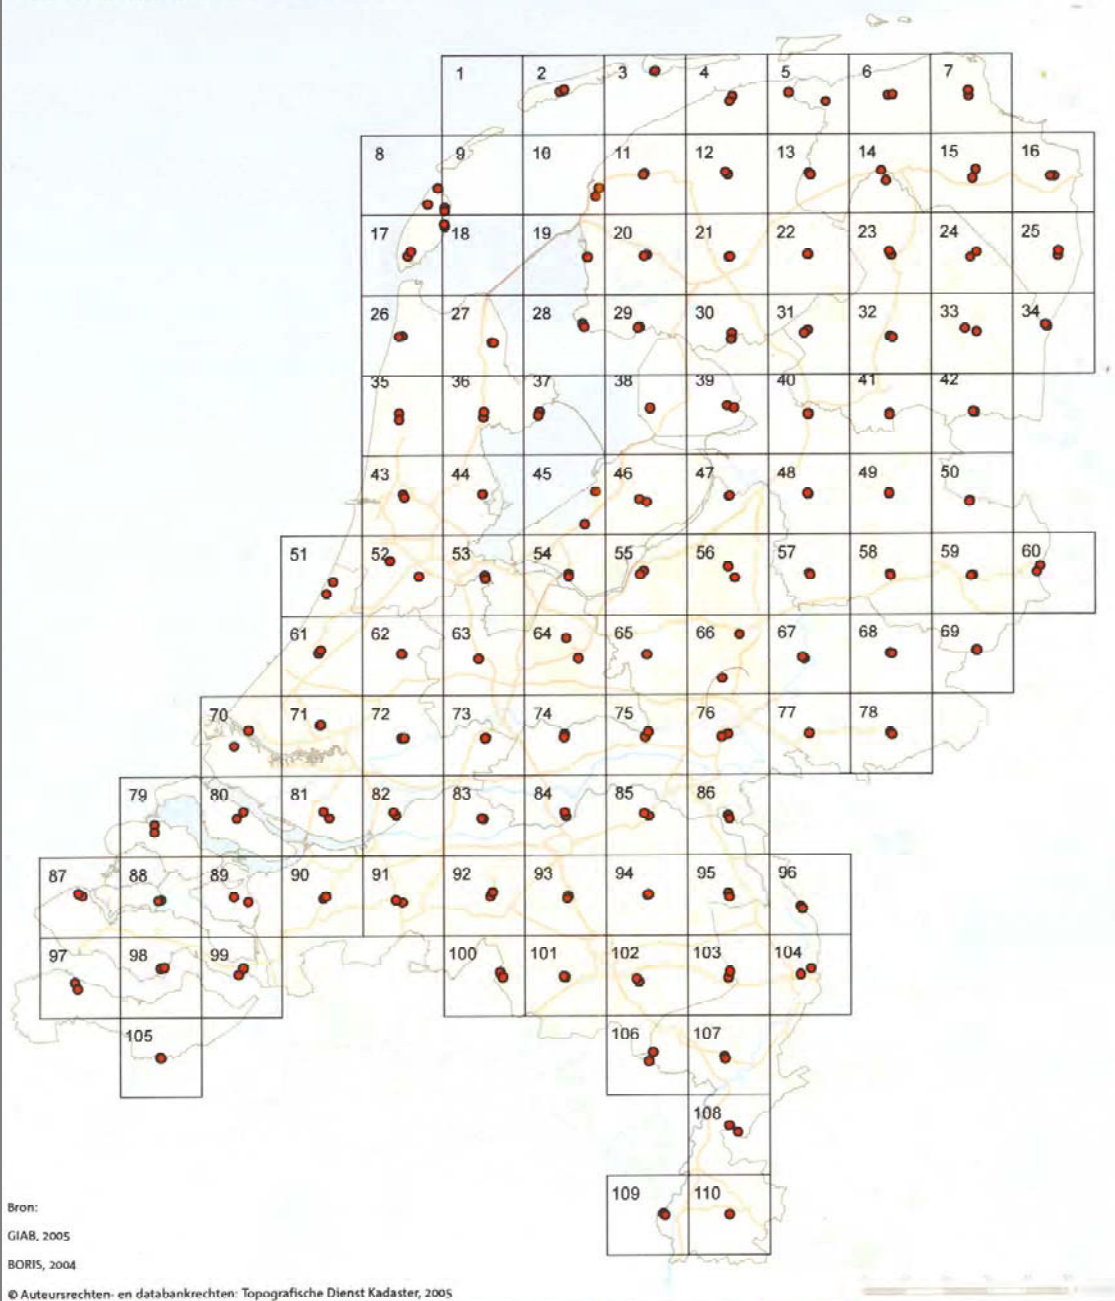 1 2 3 4 5 6 7
8 9 10 11 12 13 14 15 16
17 18 19 20 21 22 23 24 25
26 27 28 29 30 31 32 33 34
35 36 37 38 39 40 41 42
43 44 45 46 47 48 49 50
51 52 53 54 55 56 57 58 59 60
61 62 63 64 65 66 67 68 69
70 71 72 73 74 75 76 77 78
79 80 81 82 83 84 85 86
87 88 89 90 91 92 93 94 95 96
97 98 99 100 101 102 103 104
105 106 107
108
109 110
Bron:
GIAB, 2005
BORIS, 2004
© Auteursrechten- en databankrechten: Topografische Dienst Kadaster, 2005